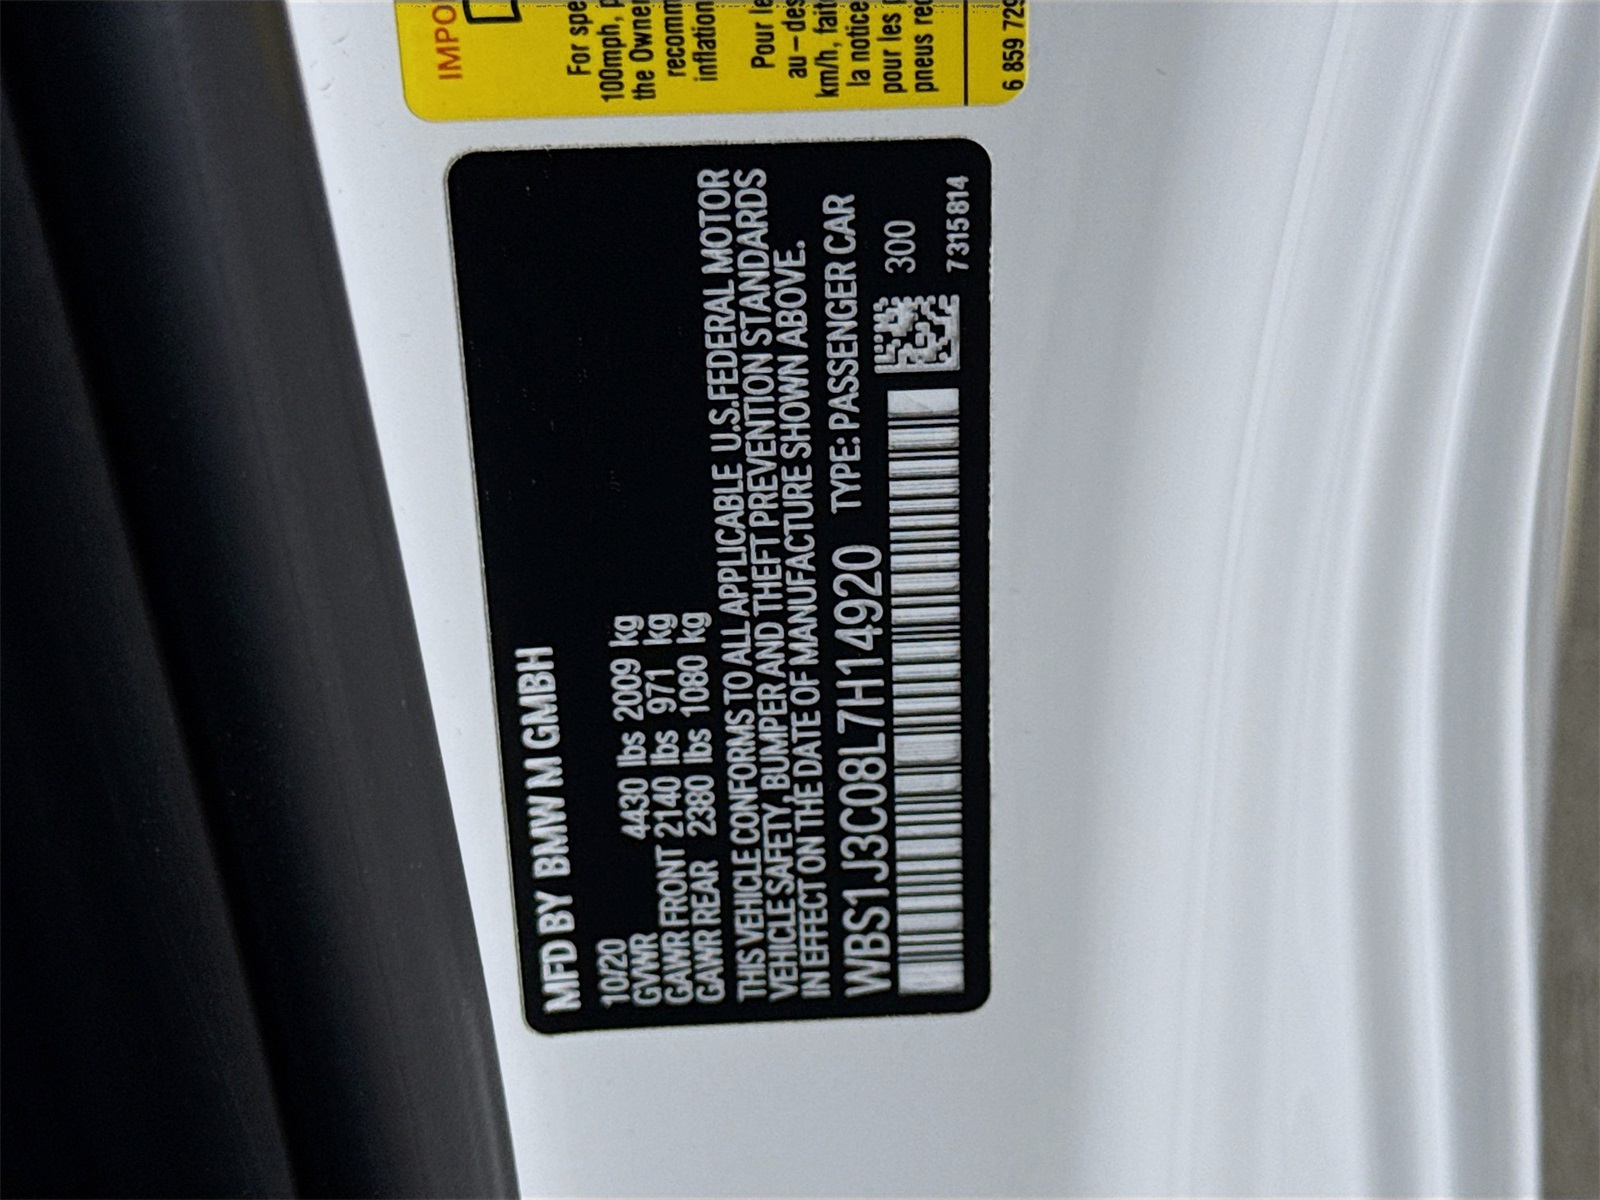 MFD BY BMW M GMBH
10/20
GVWR 4430 lbs 2009 kg
GAWR FRONT 2140 lbs 971 kg
GAWR REAR 2380 lbs 1080 kg
THIS VEHICLE CONFORMS TO ALL APPLICABLE U.S.FEDERAL MOTOR
VEHICLE SAFETY, BUMPER AND THEFT PREVENTION STANDARDS
IN EFFECT ON THE DATE OF MANUFACTURE SHOWN ABOVE.
WBS1J3C08L7H14920 TYPE: PASSENGER CAR
300
7315814
IMPO
For spe
100mph, p
the Owner
recomm
inflation
Pour le
au-des
km/h, fait
la notice
pour les p
pneus rec
6 859 729